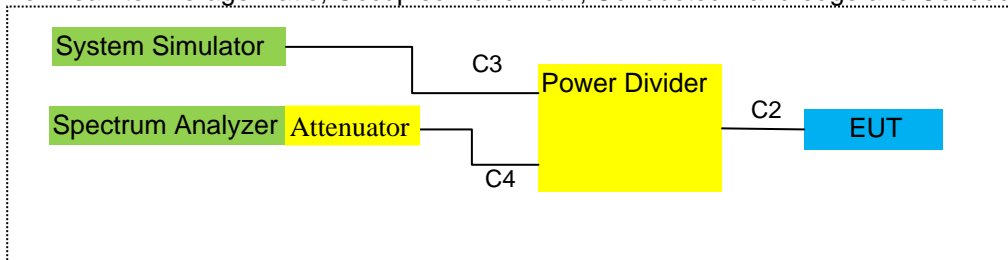 System Simulator
C3
Power Divider
Spectrum Analyzer Attenuator
C2
EUT
C4